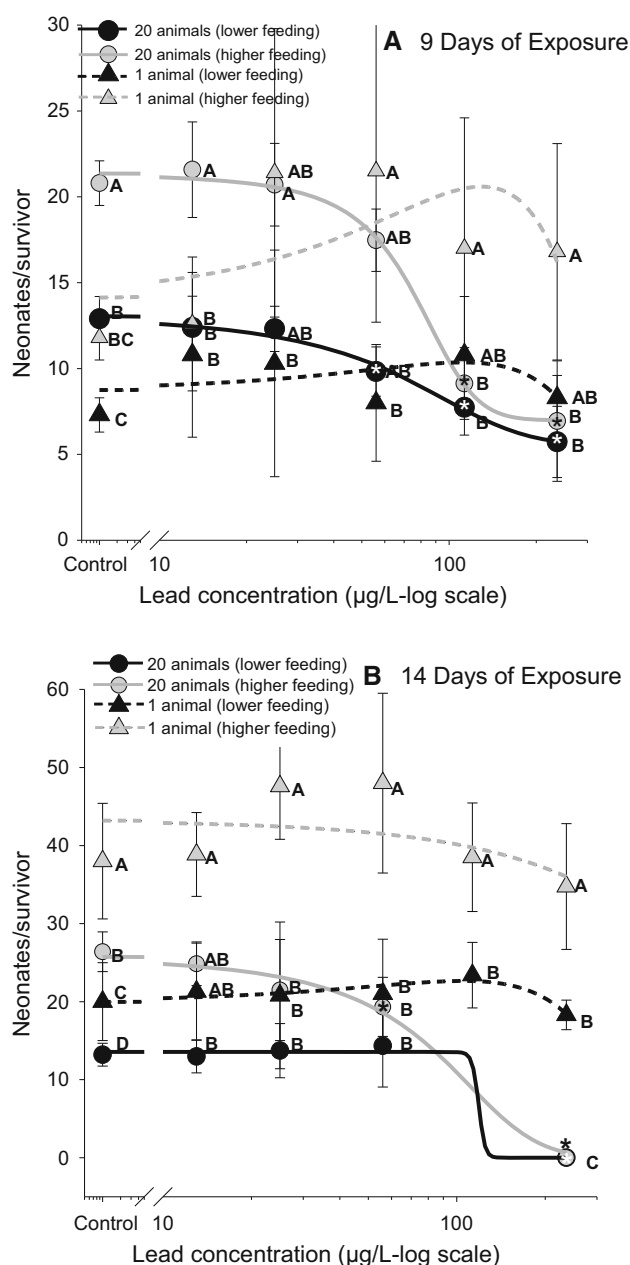 20 animals (lower feeding)
20 animals (higher feeding)
1 animal (lower feeding)
1 animal (higher feeding)
A 9 Days of Exposure
30
25
20
15
10
5
0
Neonates/survivor
A
A
AB
A
A
AB
A
A
B
BC
C
B
B
B
AB
B
AB
B
AB
B
B
AB
B
B
* * * * *
Control
10
100
Lead concentration (µg/L-log scale)
20 animals (lower feeding)
20 animals (higher feeding)
1 animal (lower feeding)
1 animal (higher feeding)
B 14 Days of Exposure
60
50
40
30
20
10
0
Neonates/survivor
A
A
A
A
A
A
B
AB
B
B
C
AB
B
B
B
B
D
B
B
B
*
*
*
C
Control
10
100
Lead concentration (µg/L-log scale)